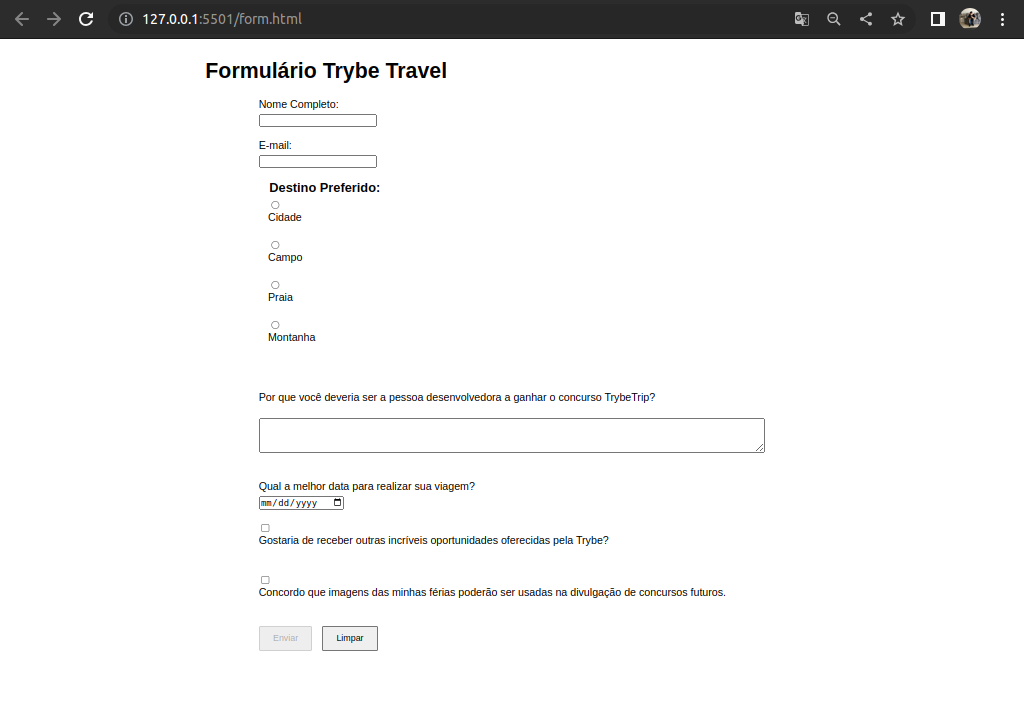 127.0.0.1:5501/form.html
Formulário Trybe Travel
Nome Completo:
E-mail:
Destino Preferido:
Cidade
Campo
Praia
Montanha
Por que você deveria ser a pessoa desenvolvedora a ganhar o concurso TrybeTrip?
Qual a melhor data para realizar sua viagem?
mm/dd/yyyy
Gostaria de receber outras incríveis oportunidades oferecidas pela Trybe?
Concordo que imagens das minhas férias poderão ser usadas na divulgação de concursos futuros.
Enviar Limpar